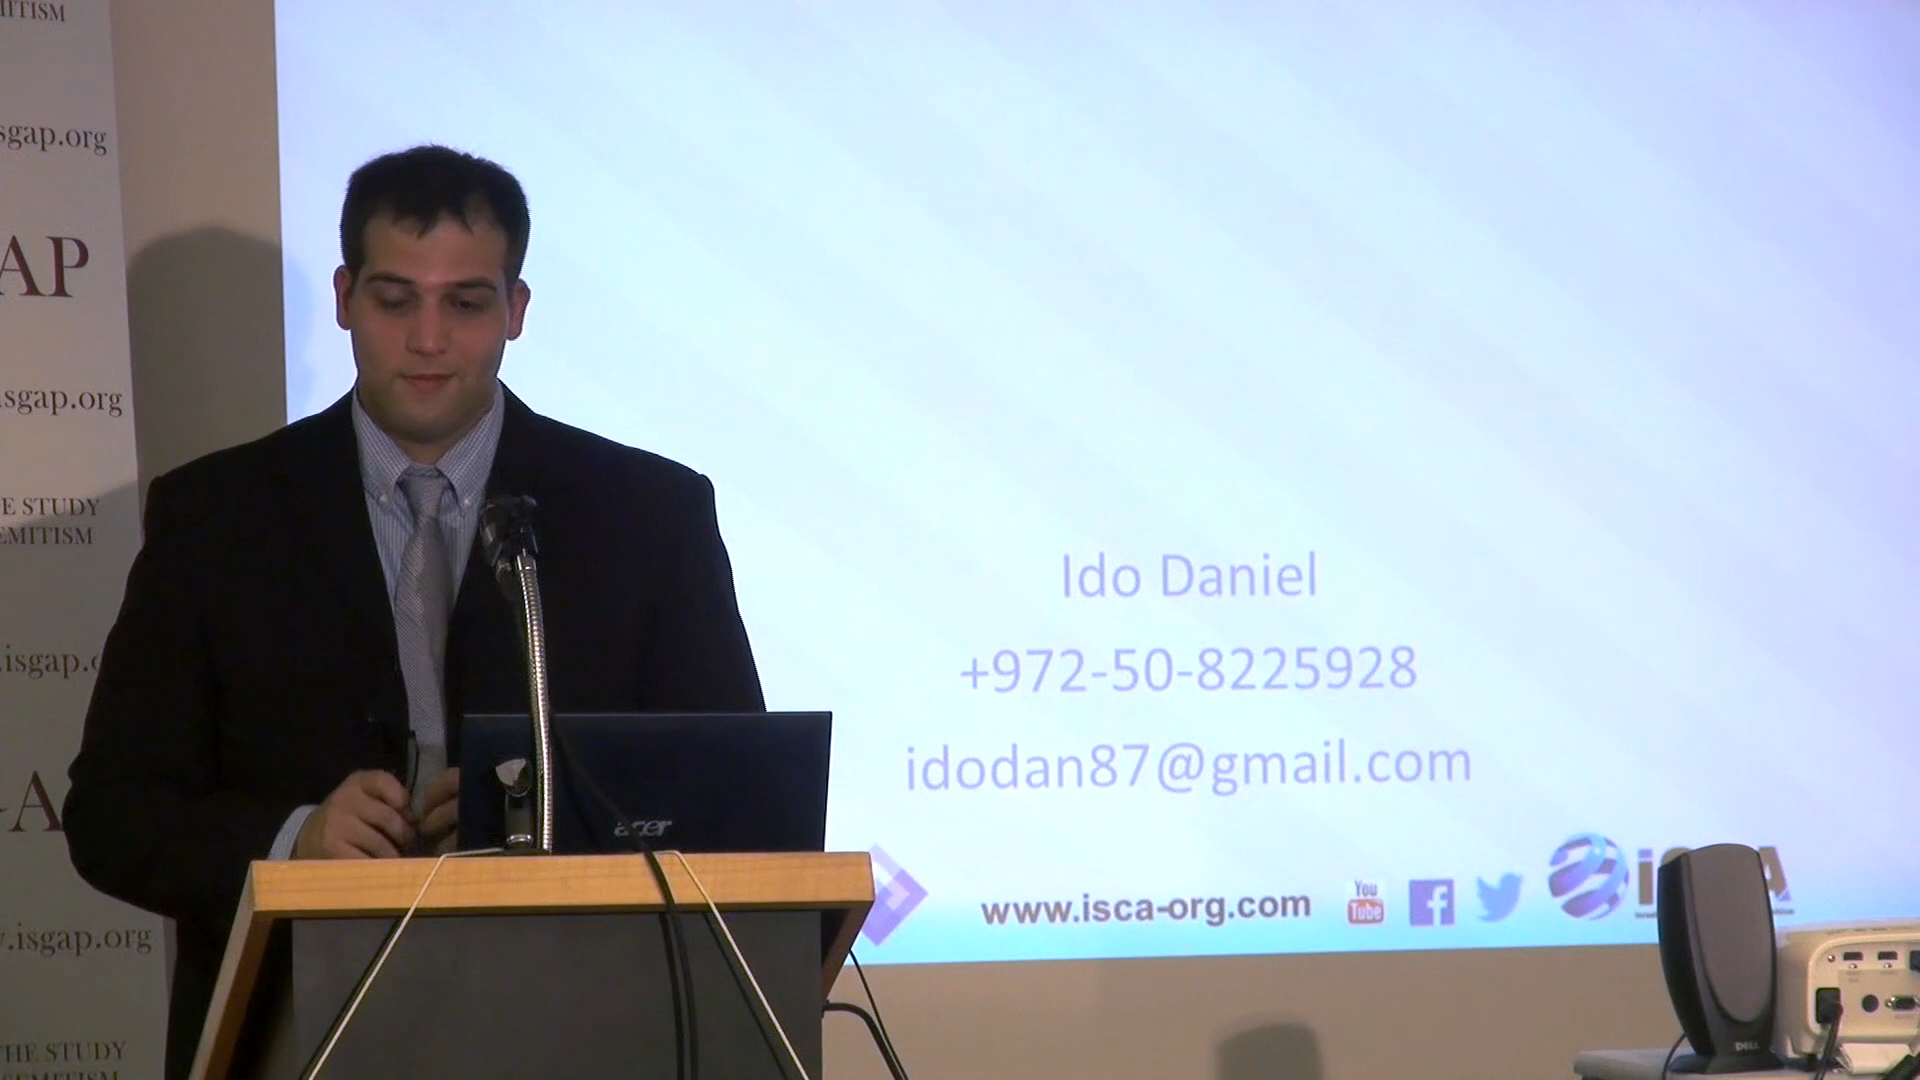 ITISM
sgap.org
AP
isgap.org
E STUDY
EMITISM
.isgap.o
-A
.isgap.org
THE STUDY
SEMITISM
Ido Daniel
+972-50-8225928
idodan87@gmail.com
www.isca-org.com
You
Tube
acer
DELL